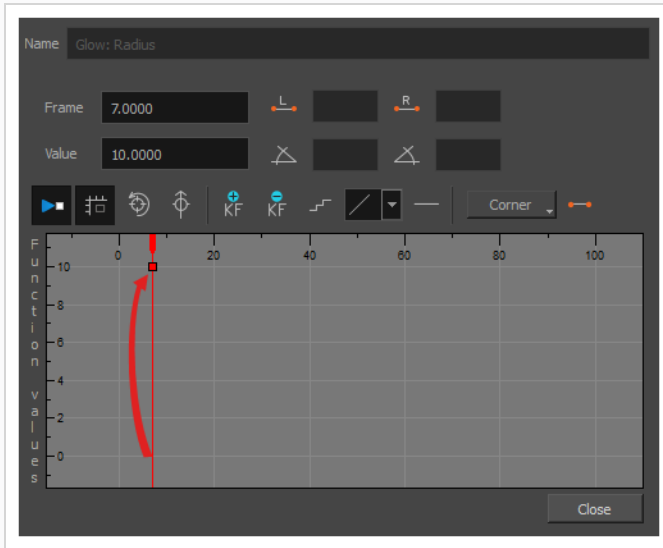 Name Glow: Radius
Frame 7.0000 L R
Value 10.0000
KF KF Corner
0 20 40 60 80 100
Function values
10
8
6
4
2
0
Close